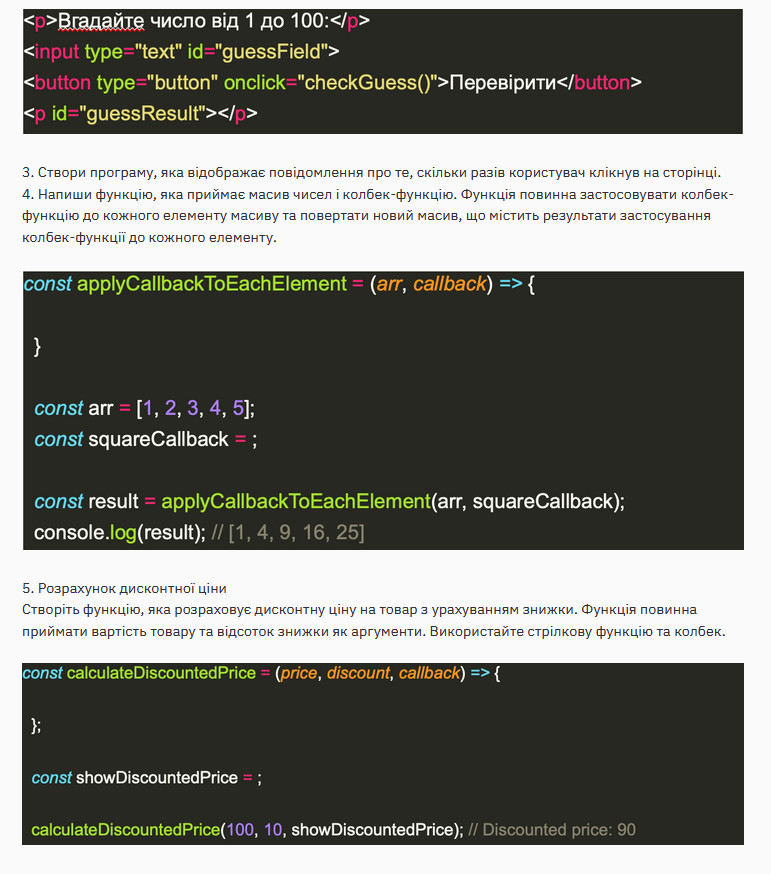 <p>Вгадайте число від 1 до 100:</p>
<input type="text" id="guessField">
<button type="button" onclick="checkGuess()">Перевірити</button>
<p id="guessResult"></p>
3. Створи програму, яка відображає повідомлення про те, скільки разів користувач клікнув на сторінці.
4. Напиши функцію, яка приймає масив чисел і колбек-функцію. Функція повинна застосовувати колбек-
функцію до кожного елементу масиву та повертати новий масив, що містить результати застосування
колбек-функції до кожного елементу.
const applyCallbackToEachElement = (arr, callback) => {
}
const arr = [1, 2, 3, 4, 5];
const squareCallback = ;
const result = applyCallbackToEachElement(arr, squareCallback);
console.log(result); // [1, 4, 9, 16, 25]
5. Розрахунок дисконтної ціни
Створіть функцію, яка розраховує дисконтну ціну на товар з урахуванням знижки. Функція повинна
приймати вартість товару та відсоток знижки як аргументи. Використайте стрілкову функцію та колбек.
const calculateDiscountedPrice = (price, discount, callback) => {
};
const showDiscountedPrice = ;
calculateDiscountedPrice(100, 10, showDiscountedPrice); // Discounted price: 90